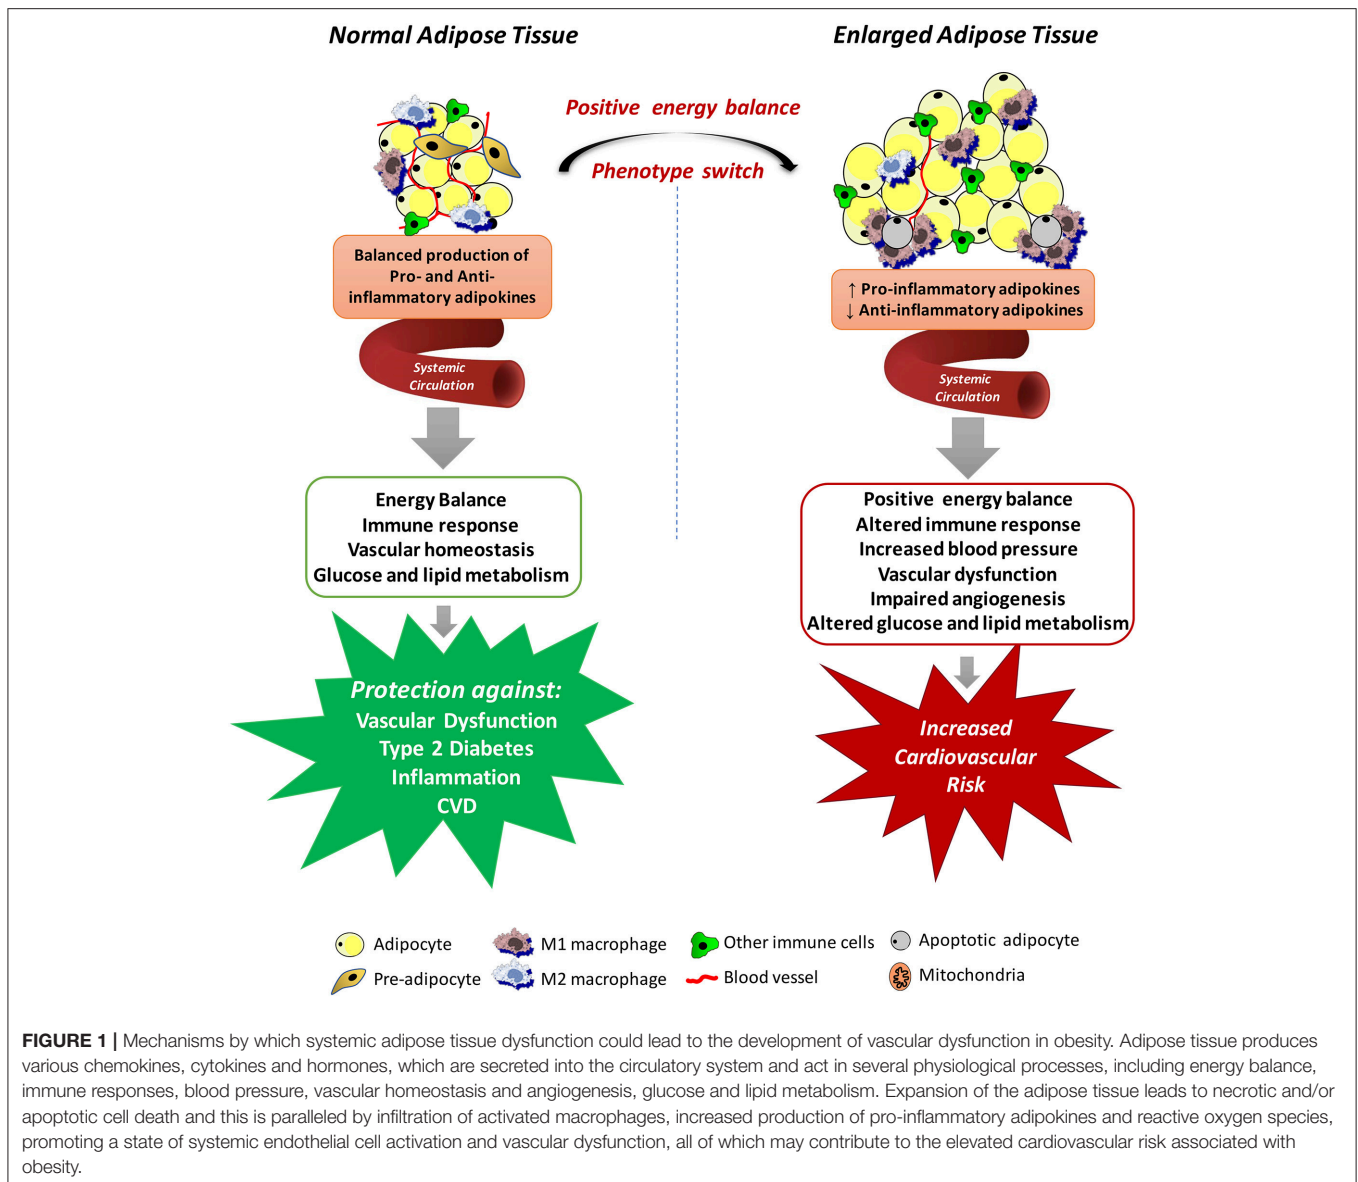 Normal Adipose Tissue
Enlarged Adipose Tissue
Positive energy balance
Phenotype switch
Balanced production of
Pro- and Anti-
inflammatory adipokines
↑ Pro-inflammatory adipokines
↓ Anti-inflammatory adipokines
Systemic
Circulation
Systemic
Circulation
Energy Balance
Immune response
Vascular homeostasis
Glucose and lipid metabolism
Positive energy balance
Altered immune response
Increased blood pressure
Vascular dysfunction
Impaired angiogenesis
Altered glucose and lipid metabolism
Protection against:
Vascular Dysfunction
Type 2 Diabetes
Inflammation
CVD
Increased
Cardiovascular
Risk
Adipocyte
M1 macrophage
Other immune cells
Apoptotic adipocyte
Pre-adipocyte
M2 macrophage
Blood vessel
Mitochondria
FIGURE 1 | Mechanisms by which systemic adipose tissue dysfunction could lead to the development of vascular dysfunction in obesity. Adipose tissue produces
various chemokines, cytokines and hormones, which are secreted into the circulatory system and act in several physiological processes, including energy balance,
immune responses, blood pressure, vascular homeostasis and angiogenesis, glucose and lipid metabolism. Expansion of the adipose tissue leads to necrotic and/or
apoptotic cell death and this is paralleled by infiltration of activated macrophages, increased production of pro-inflammatory adipokines and reactive oxygen species,
promoting a state of systemic endothelial cell activation and vascular dysfunction, all of which may contribute to the elevated cardiovascular risk associated with
obesity.